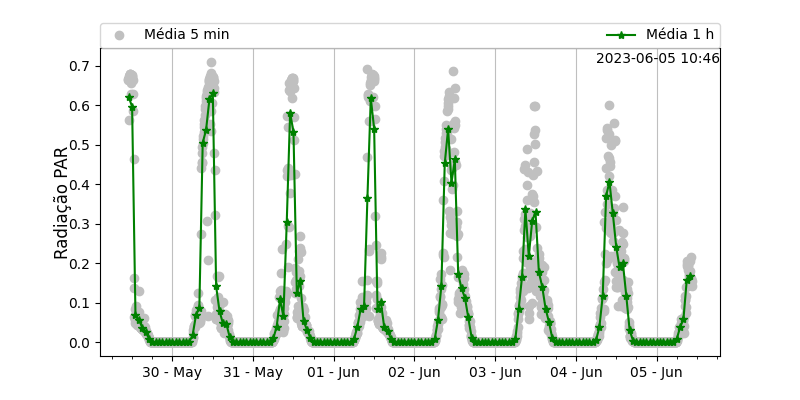 Média 5 min
Média 1 h
2023-06-05 10:46
Radiação PAR
0.7
0.6
0.5
0.4
0.3
0.2
0.1
0.0
30 - May
31 - May
01 - Jun
02 - Jun
03 - Jun
04 - Jun
05 - Jun